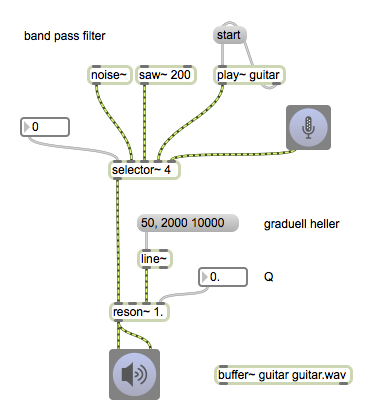 band pass filter
start
noise~
saw~ 200
play~ guitar
0
selector~ 4
50, 2000 10000
graduell heller
line~
0.
Q
reson~ 1.
buffer~ guitar guitar.wav